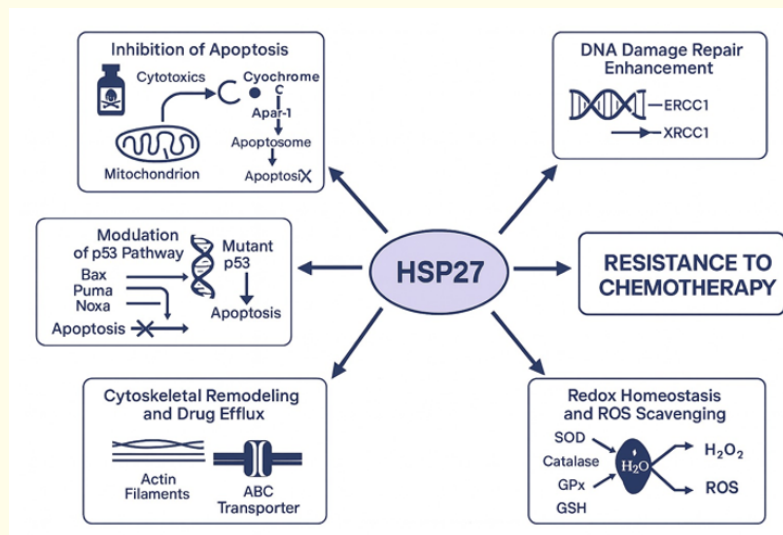 Inhibition of Apoptosis
Cytotoxics
Cyochrome
C
Apar-1
Apoptosome
ApoptosiX
Mitochondrion
DNA Damage Repair
Enhancement
ERCC1
XRCC1
Modulation
of p53 Pathway
Bax
Puma
Noxa
Apoptosis
Mutant
p53
Apoptosis
HSP27
RESISTANCE TO
CHEMOTHERAPY
Cytoskeletal Remodeling
and Drug Efflux
Actin
Filaments
ABC
Transporter
Redox Homeostasis
and ROS Scavenging
SOD
Catalase
GPx
GSH
H₂O
H₂O₂
ROS